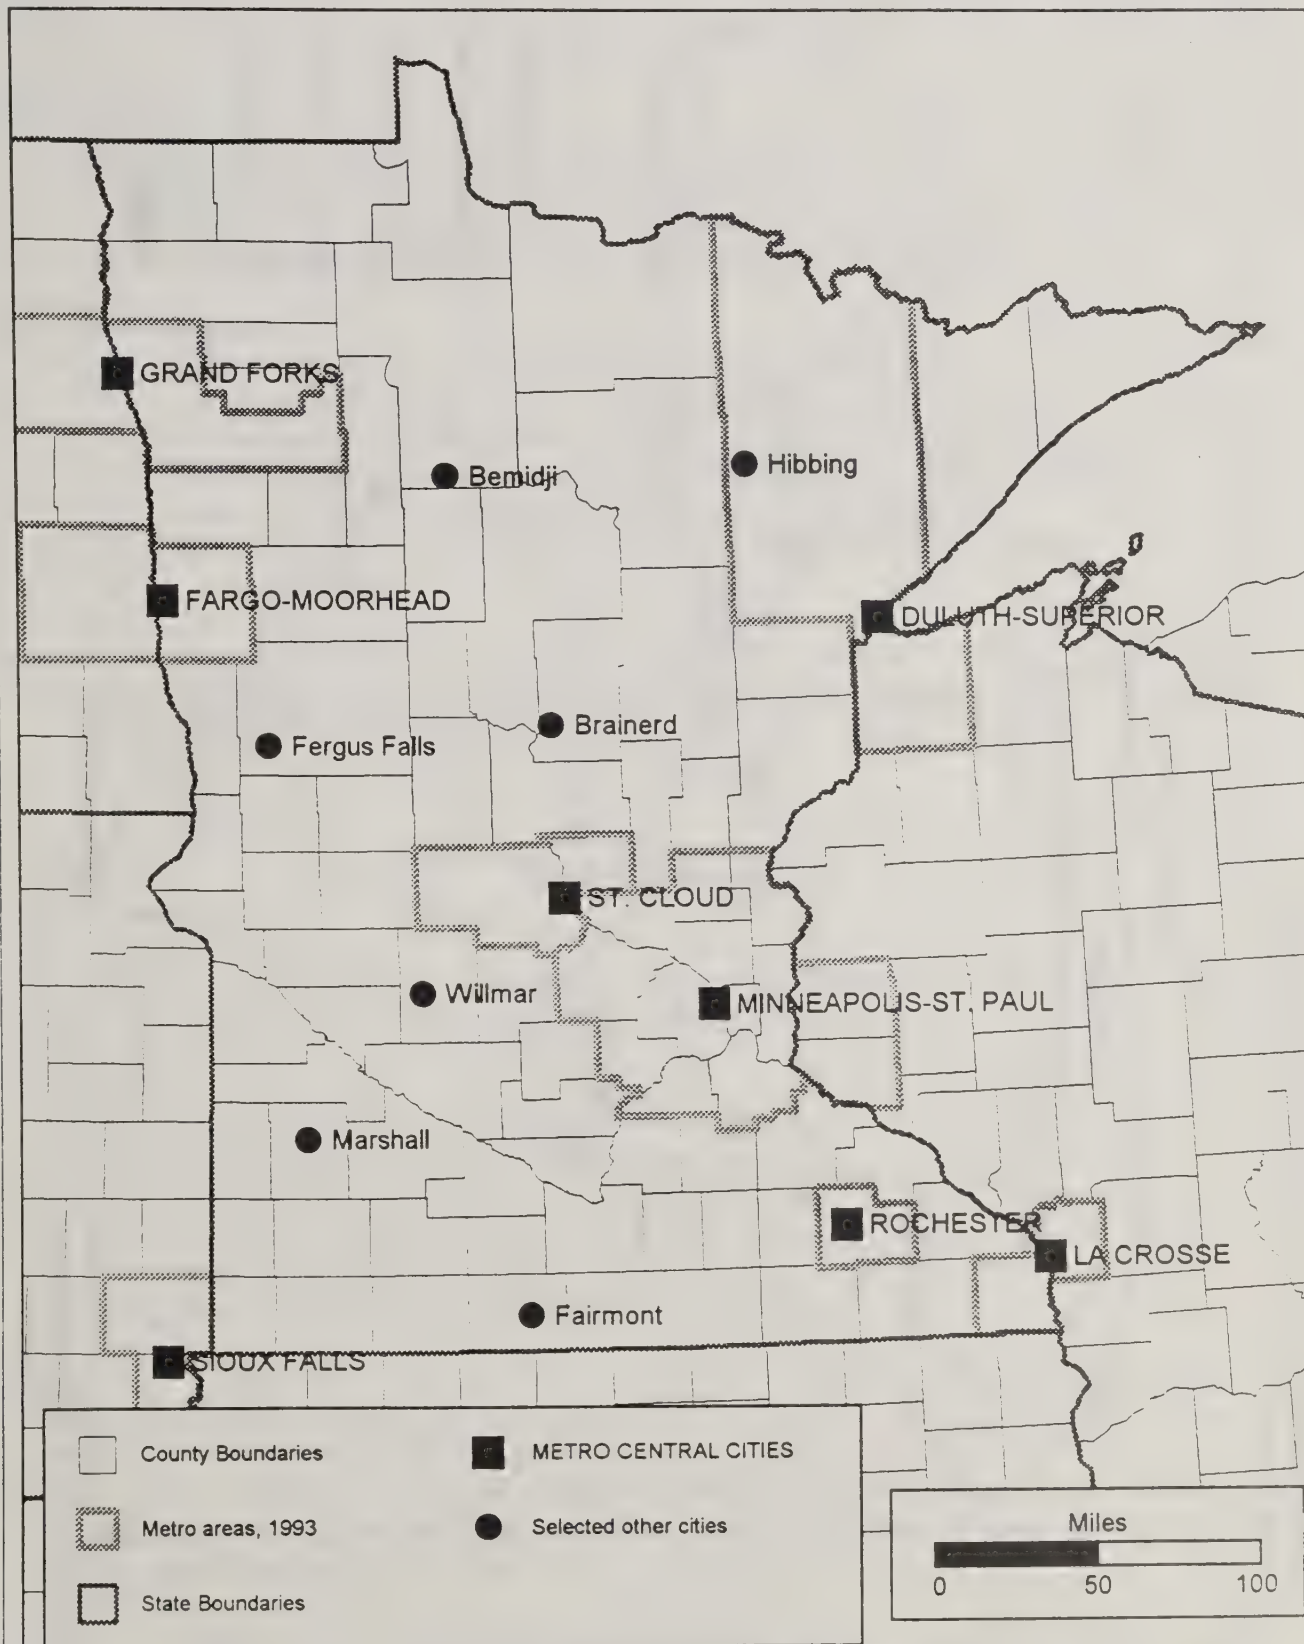 GRAND FORKS
Bemidji
Hibbing
FARGO-MOORHEAD
DULUTH-SUPERIOR
Brainerd
Fergus Falls
ST. CLOUD
Willmar
MINNEAPOLIS-ST. PAUL
Marshall
ROCHESTER
LA CROSSE
Fairmont
SIOUX FALLS
County Boundaries
METRO CENTRAL CITIES
Metro areas, 1993
Selected other cities
State Boundaries
Miles
0 50 100